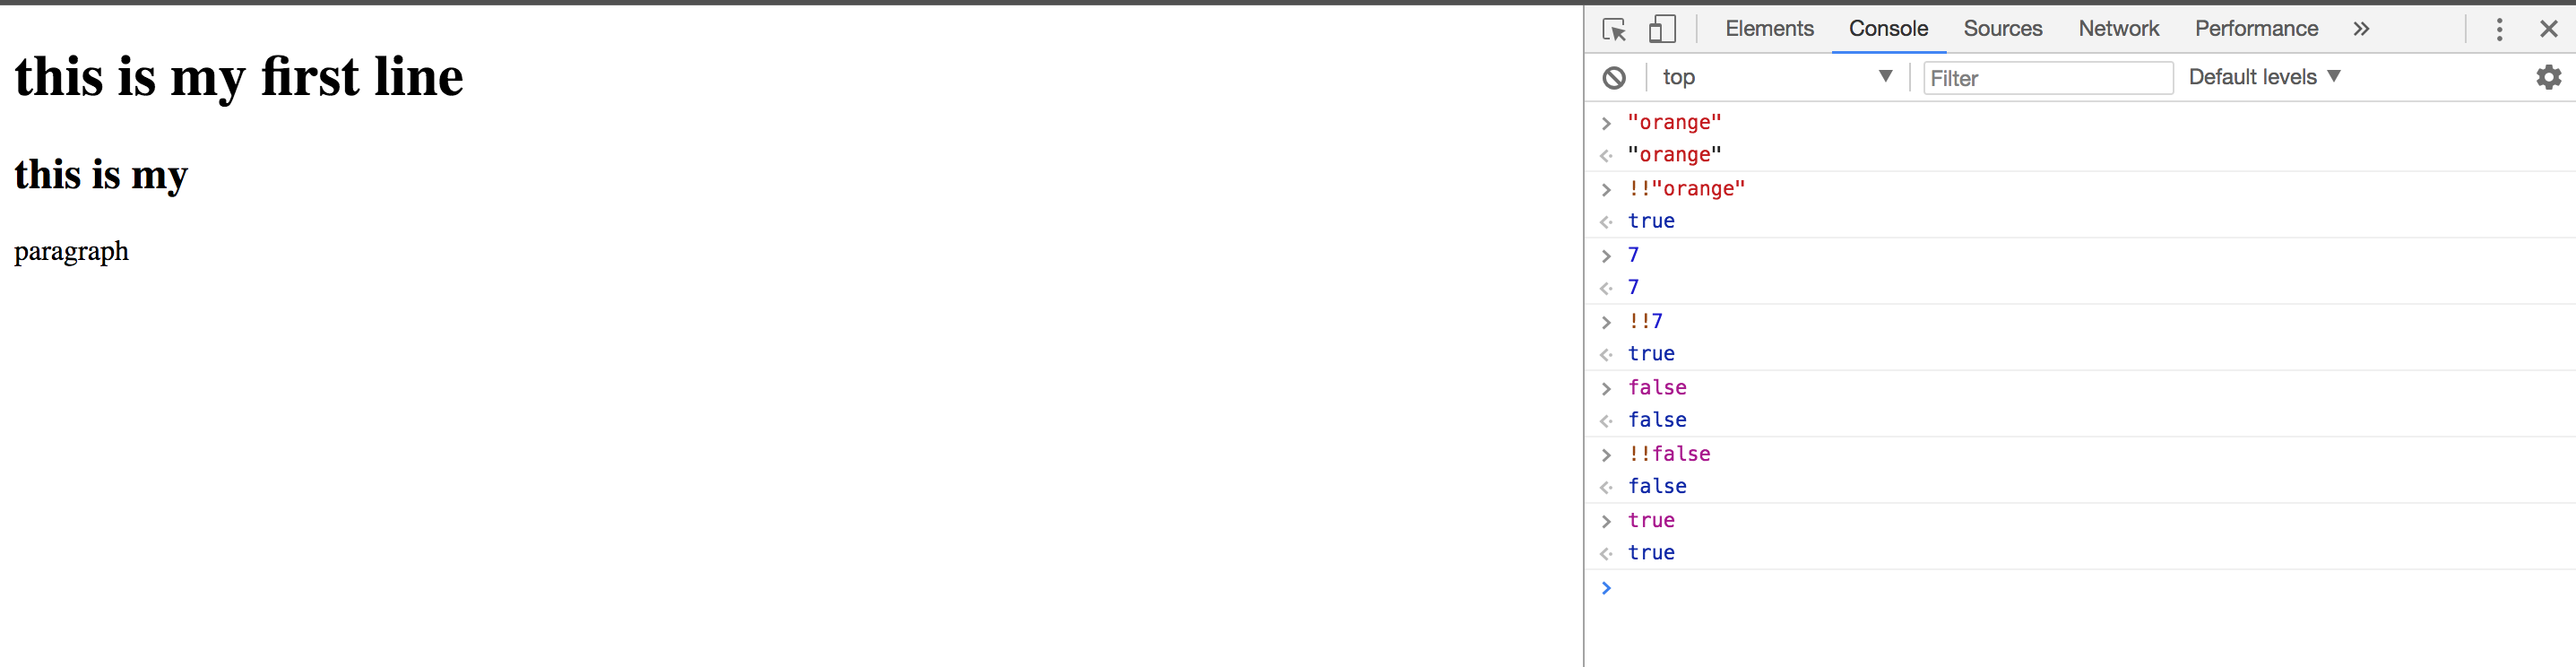 this is my first line
this is my
paragraph
Elements Console Sources Network Performance »
top ▼ Filter Default levels ▼
> "orange"
<· "orange"
> !!"orange"
<· true
> 7
<· 7
> !!7
<· true
> false
<· false
> !!false
<· false
> true
<· true
>